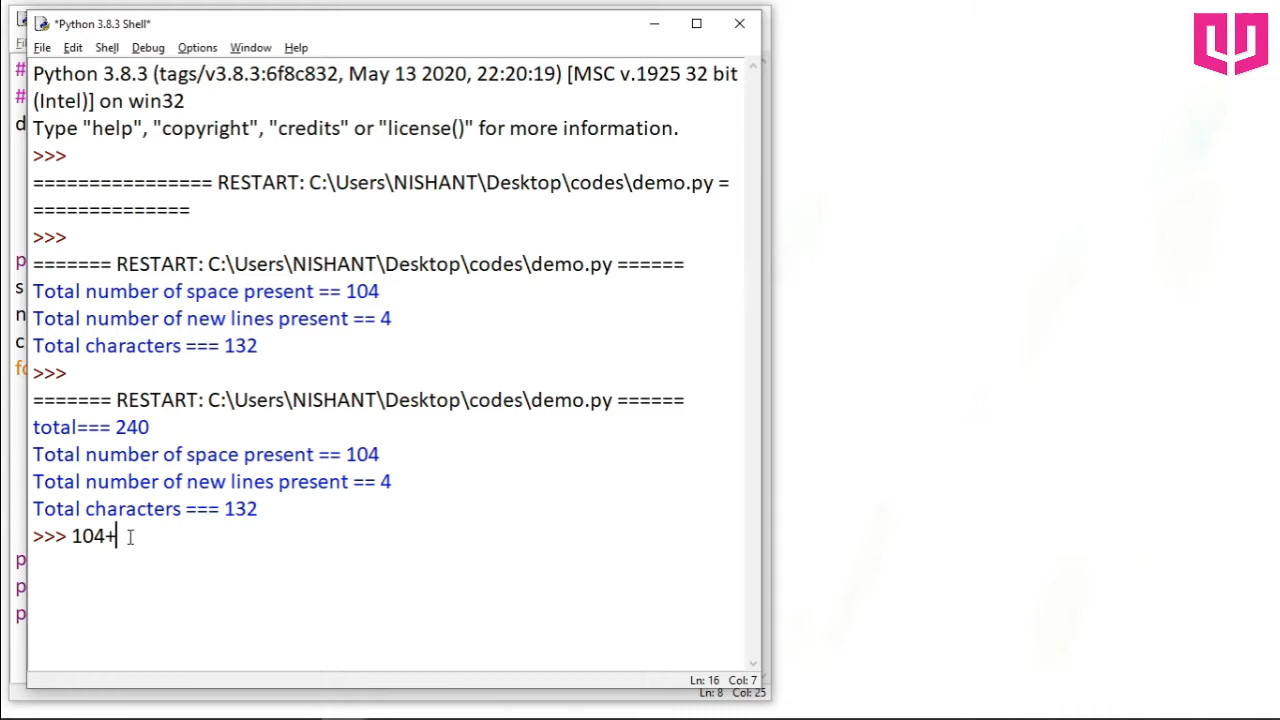 *Python 3.8.3 Shell*
File Edit Shell Debug Options Window Help
Python 3.8.3 (tags/v3.8.3:6f8c832, May 13 2020, 22:20:19) [MSC v.1925 32 bit
(Intel)] on win32
Type "help", "copyright", "credits" or "license()" for more information.
>>>
================ RESTART: C:\Users\NISHANT\Desktop\codes\demo.py =
==============
>>>
======= RESTART: C:\Users\NISHANT\Desktop\codes\demo.py ======
Total number of space present == 104
Total number of new lines present == 4
Total characters === 132
>>>
======= RESTART: C:\Users\NISHANT\Desktop\codes\demo.py ======
total=== 240
Total number of space present == 104
Total number of new lines present == 4
Total characters === 132
>>> 104+
Ln: 16 Col: 7
Ln: 8 Col: 25